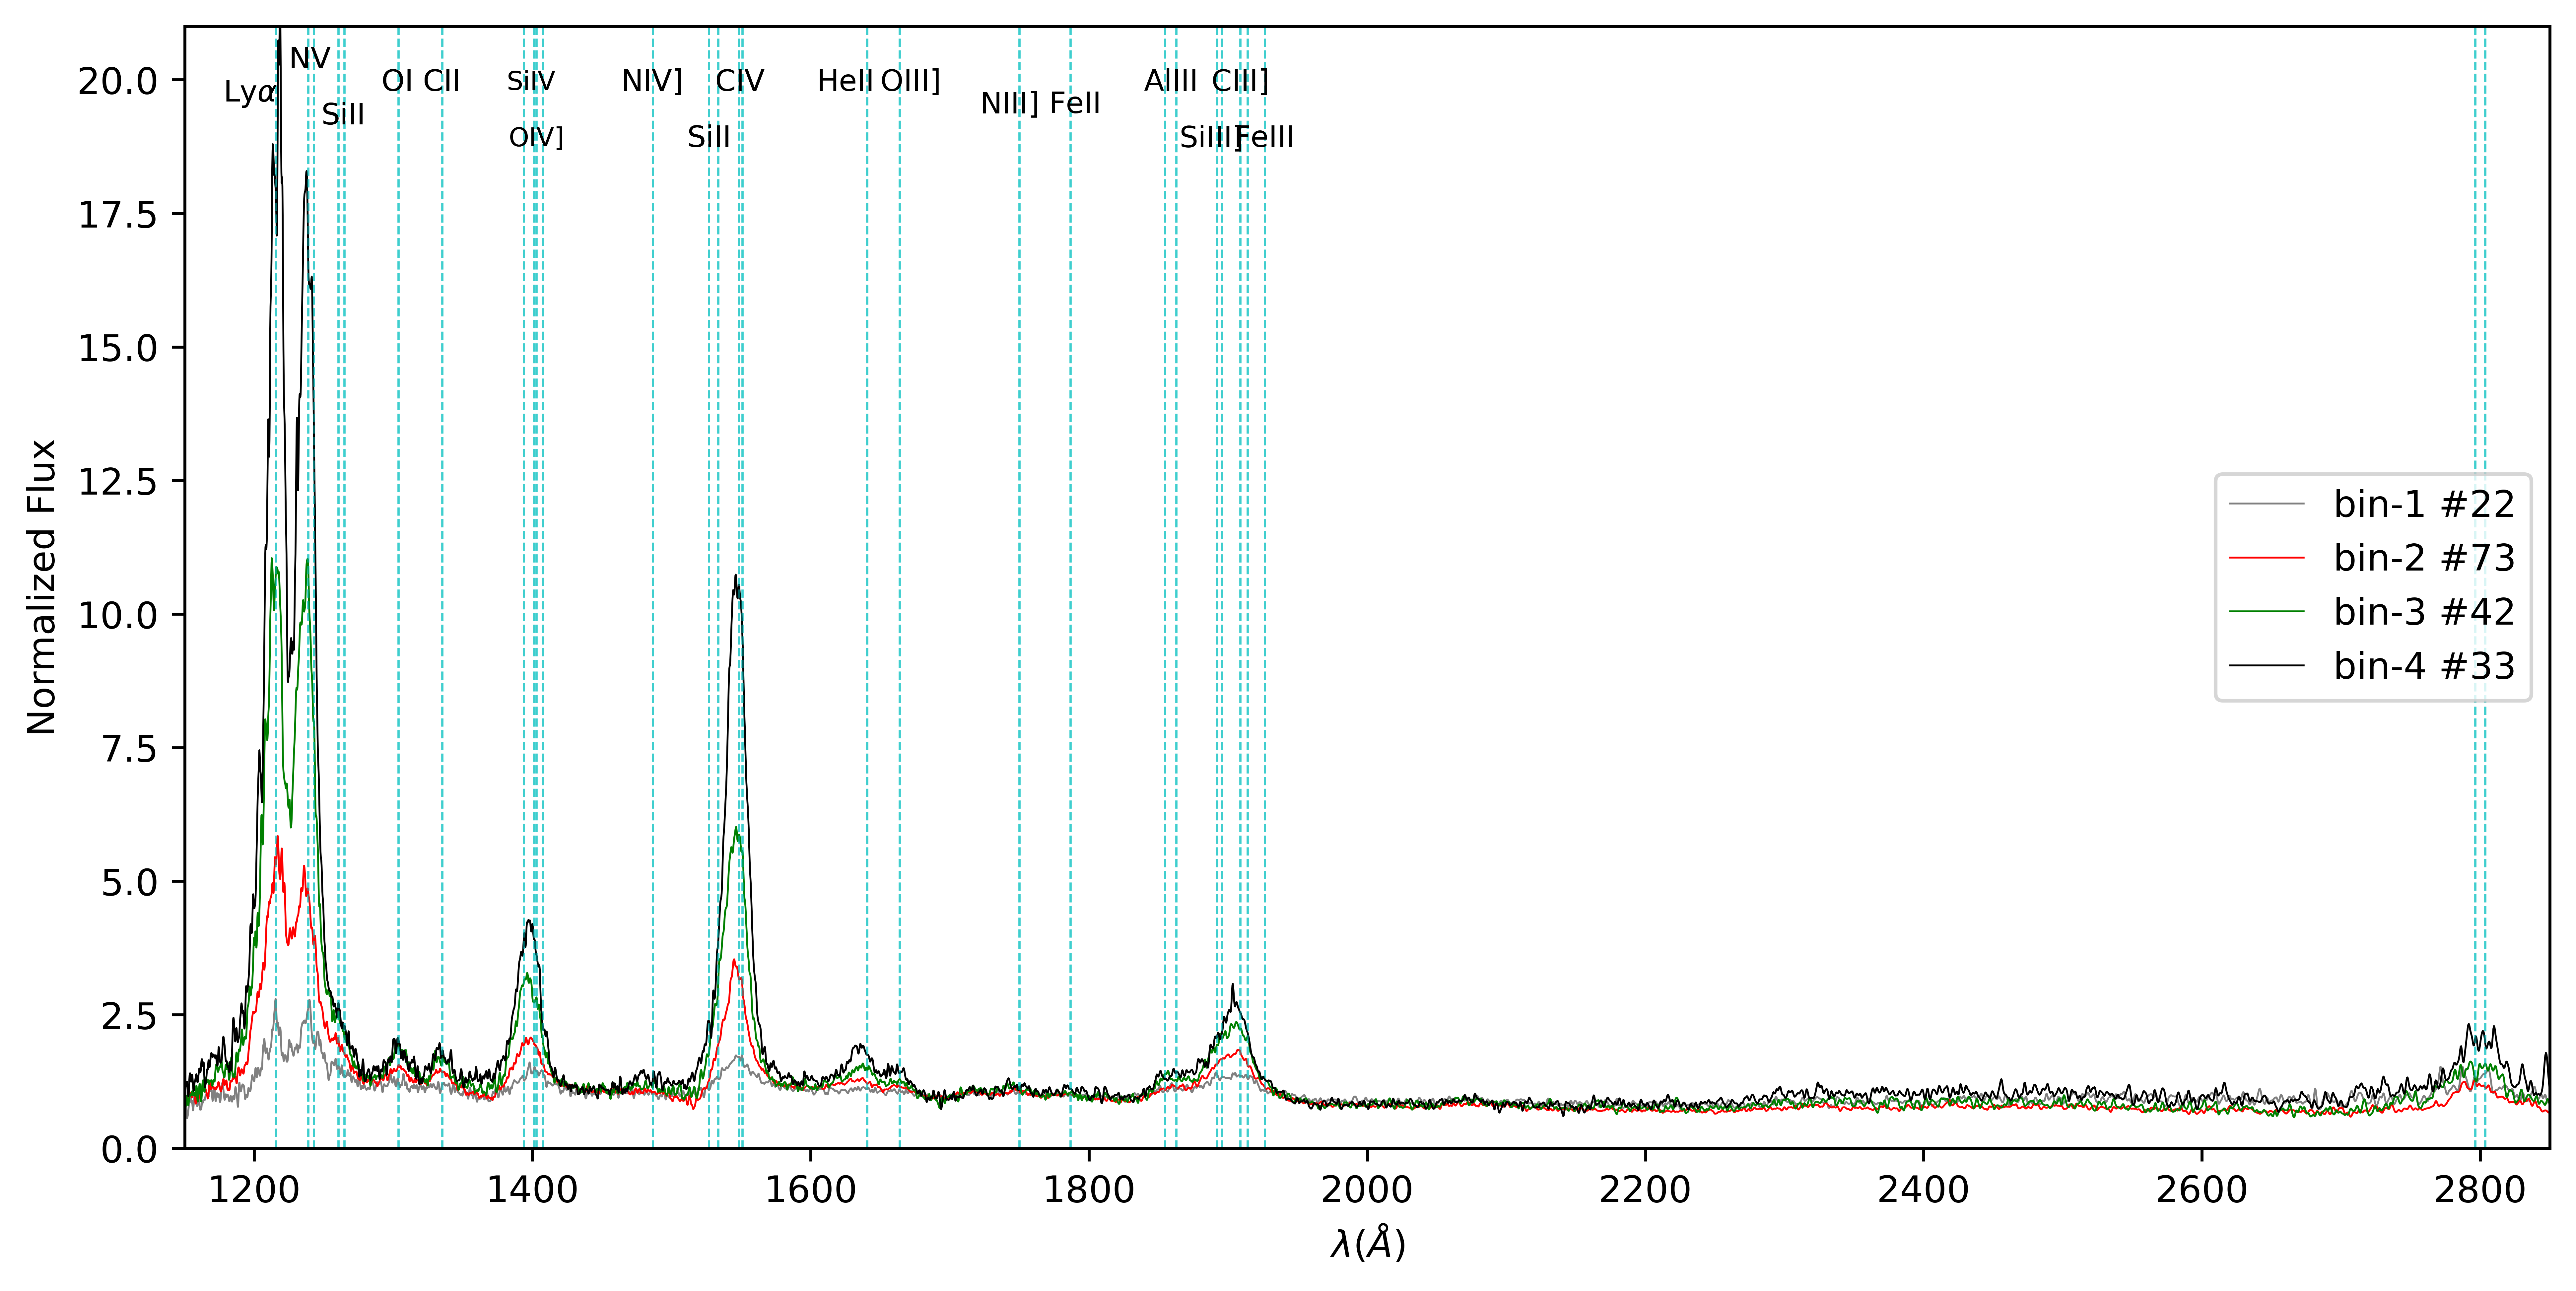 NV
Lyα
SiII
OI CII
SiIV
OIV]
NIV]
SiII
CIV
HeII OIII]
NIII] FeII
AlIII
CIII]
SiIII]
FeIII
20.0
17.5
15.0
12.5
10.0
7.5
5.0
2.5
0.0
Normalized Flux
bin-1 #22
bin-2 #73
bin-3 #42
bin-4 #33
1200 1400 1600 1800 2000 2200 2400 2600 2800
λ(Å)